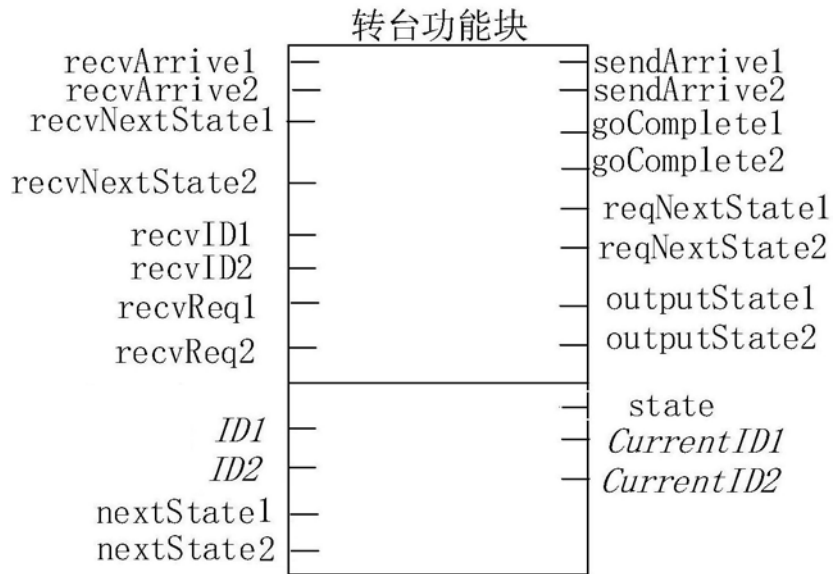 转台功能块
recvArrive1
recvArrive2
recvNextState1
recvNextState2
recvID1
recvID2
recvReq1
recvReq2
ID1
ID2
nextState1
nextState2
sendArrive1
sendArrive2
goComplete1
goComplete2
reqNextState1
reqNextState2
outputState1
outputState2
state
CurrentID1
CurrentID2